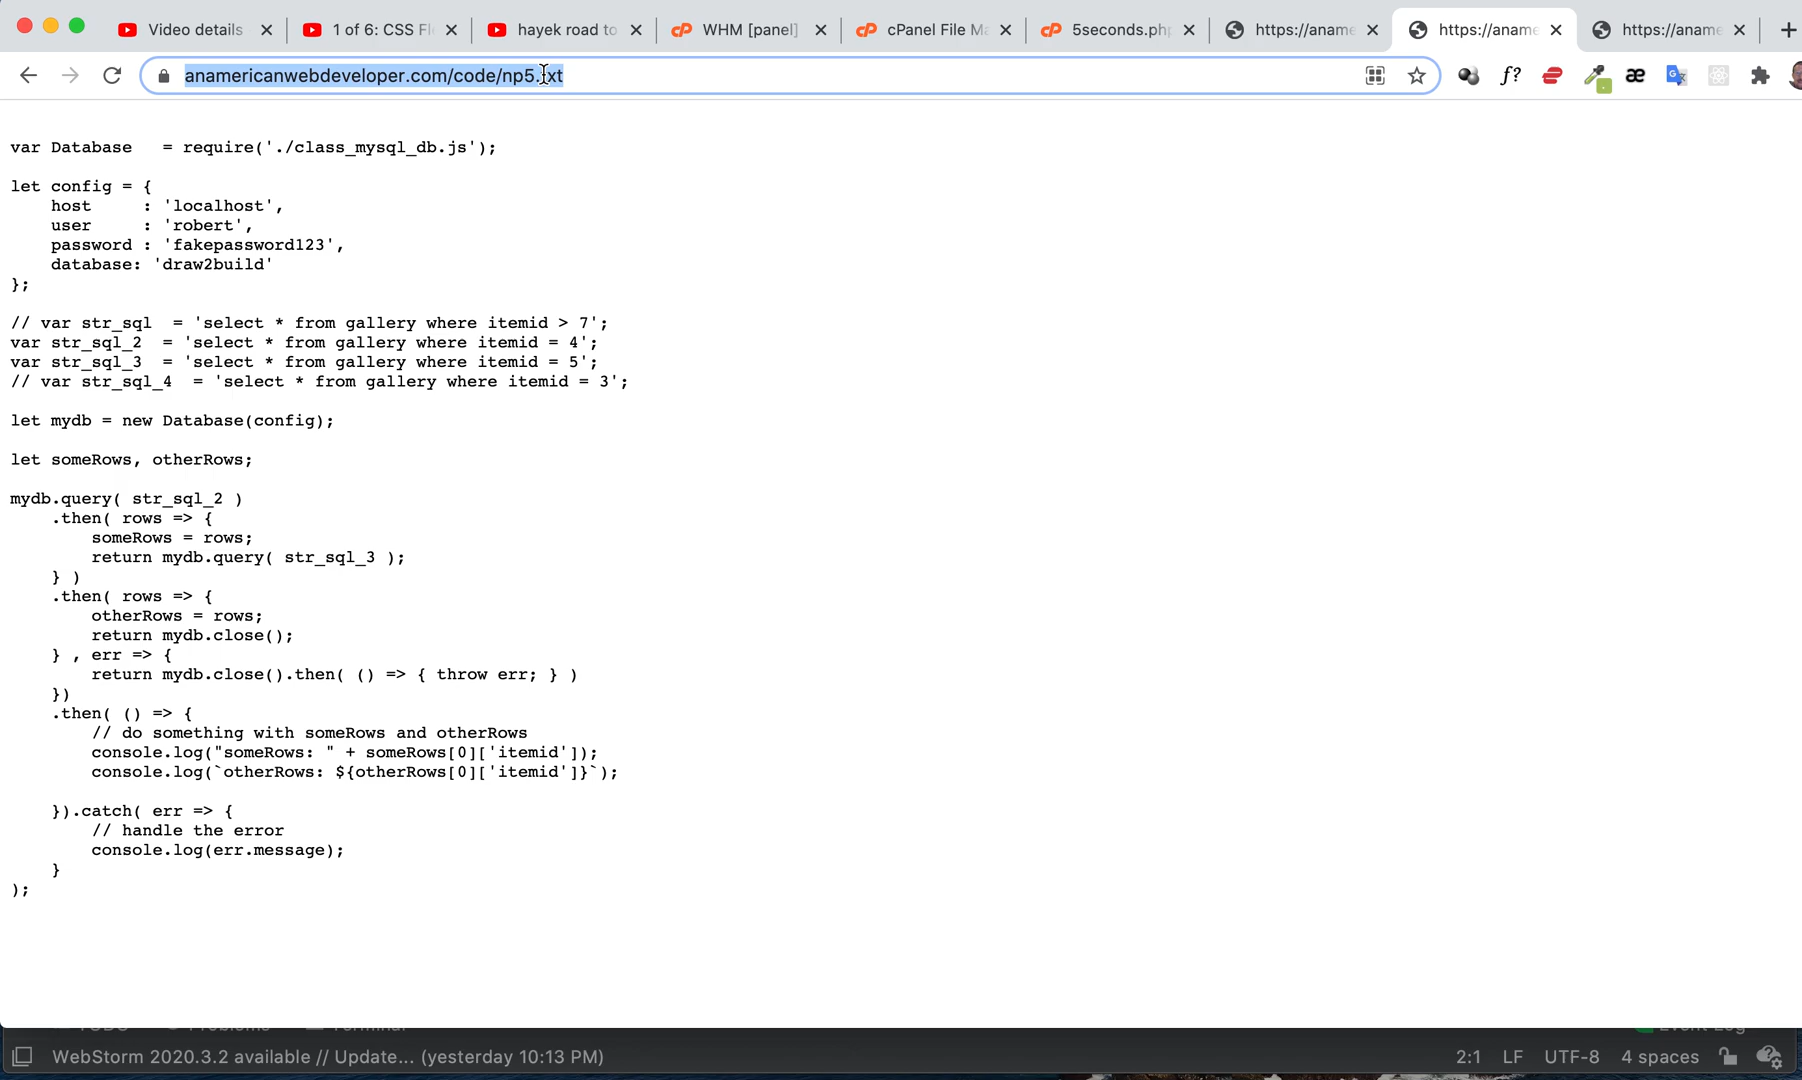 Video details
1 of 6: CSS Fl
hayek road to
WHM [panel]
cPanel File Ma
5seconds.php
https://aname
https://aname
https://aname
anamericanwebdeveloper.com/code/np5.txt
f?
æ
var Database   = require('./class_mysql_db.js');
let config = {
    host     : 'localhost',
    user     : 'robert',
    password : 'fakepassword123',
    database: 'draw2build'
};
// var str_sql  = 'select * from gallery where itemid > 7';
var str_sql_2  = 'select * from gallery where itemid = 4';
var str_sql_3  = 'select * from gallery where itemid = 5';
// var str_sql_4  = 'select * from gallery where itemid = 3';
let mydb = new Database(config);
let someRows, otherRows;
mydb.query( str_sql_2 )
    .then( rows => {
        someRows = rows;
        return mydb.query( str_sql_3 );
    } )
    .then( rows => {
        otherRows = rows;
        return mydb.close();
    } , err => {
        return mydb.close().then( () => { throw err; } )
    })
    .then( () => {
        // do something with someRows and otherRows
        console.log("someRows: " + someRows[0]['itemid']);
        console.log(`otherRows: ${otherRows[0]['itemid']}`);
    }).catch( err => {
        // handle the error
        console.log(err.message);
    }
);
WebStorm 2020.3.2 available // Update... (yesterday 10:13 PM)
2:1 LF UTF-8 4 spaces